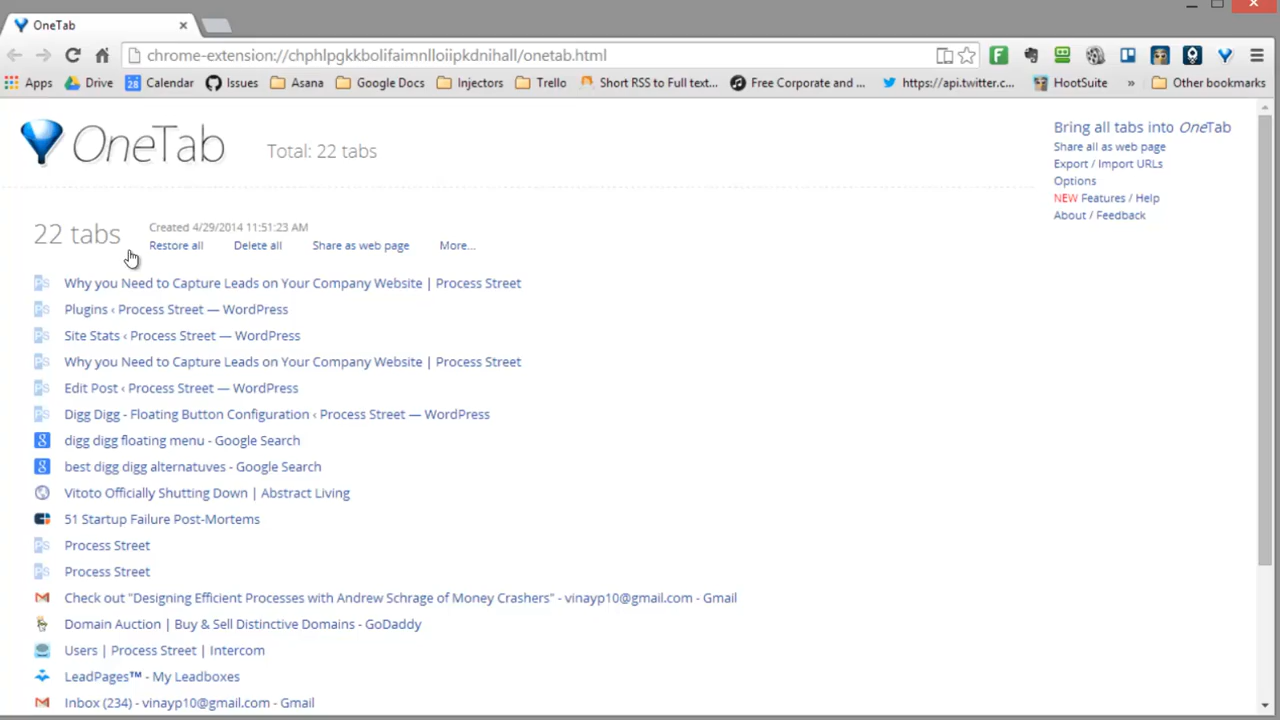 OneTab
chrome-extension://chphlpgkkbolifaimnlloiipkdnihall/onetab.html
Apps Drive Calendar Issues Asana Google Docs Injectors Trello Short RSS to Full text... Free Corporate and ... https://api.twitter.c... HootSuite » Other bookmarks
OneTab
Total: 22 tabs
Bring all tabs into OneTab
Share all as web page
Export / Import URLs
Options
NEW Features / Help
About / Feedback
22 tabs
Created 4/29/2014 11:51:23 AM
Restore all Delete all Share as web page More...
Why you Need to Capture Leads on Your Company Website | Process Street
Plugins ‹ Process Street — WordPress
Site Stats ‹ Process Street — WordPress
Why you Need to Capture Leads on Your Company Website | Process Street
Edit Post ‹ Process Street — WordPress
Digg Digg - Floating Button Configuration ‹ Process Street — WordPress
digg digg floating menu - Google Search
best digg digg alternatuves - Google Search
Vitoto Officially Shutting Down | Abstract Living
51 Startup Failure Post-Mortems
Process Street
Process Street
Check out "Designing Efficient Processes with Andrew Schrage of Money Crashers" - vinayp10@gmail.com - Gmail
Domain Auction | Buy & Sell Distinctive Domains - GoDaddy
Users | Process Street | Intercom
LeadPages™ - My Leadboxes
Inbox (234) - vinayp10@gmail.com - Gmail